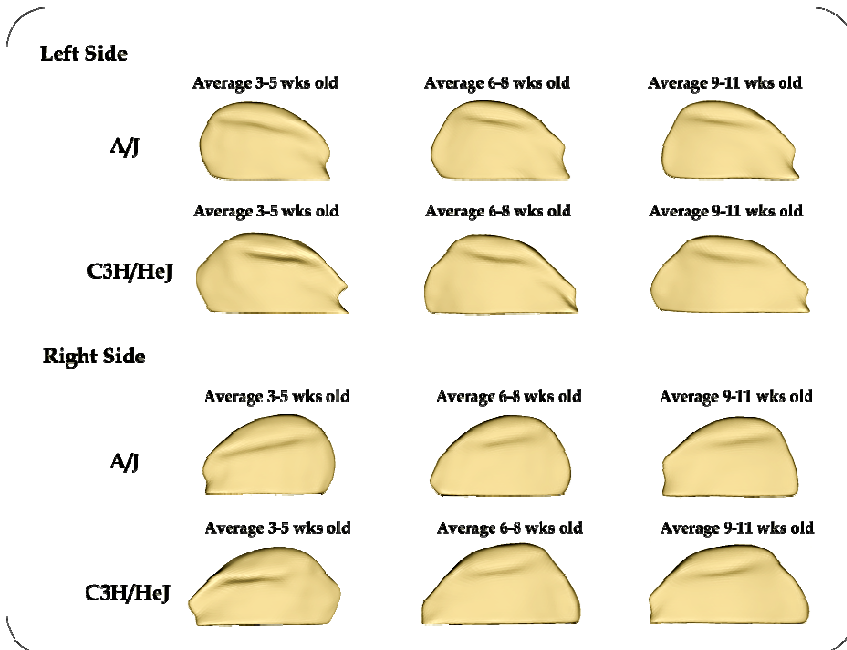 Left Side
Average 3-5 wks old Average 6-8 wks old Average 9-11 wks old
A/J
Average 3-5 wks old Average 6-8 wks old Average 9-11 wks old
C3H/HeJ
Right Side
Average 3-5 wks old Average 6-8 wks old Average 9-11 wks old
A/J
Average 3-5 wks old Average 6-8 wks old Average 9-11 wks old
C3H/HeJ